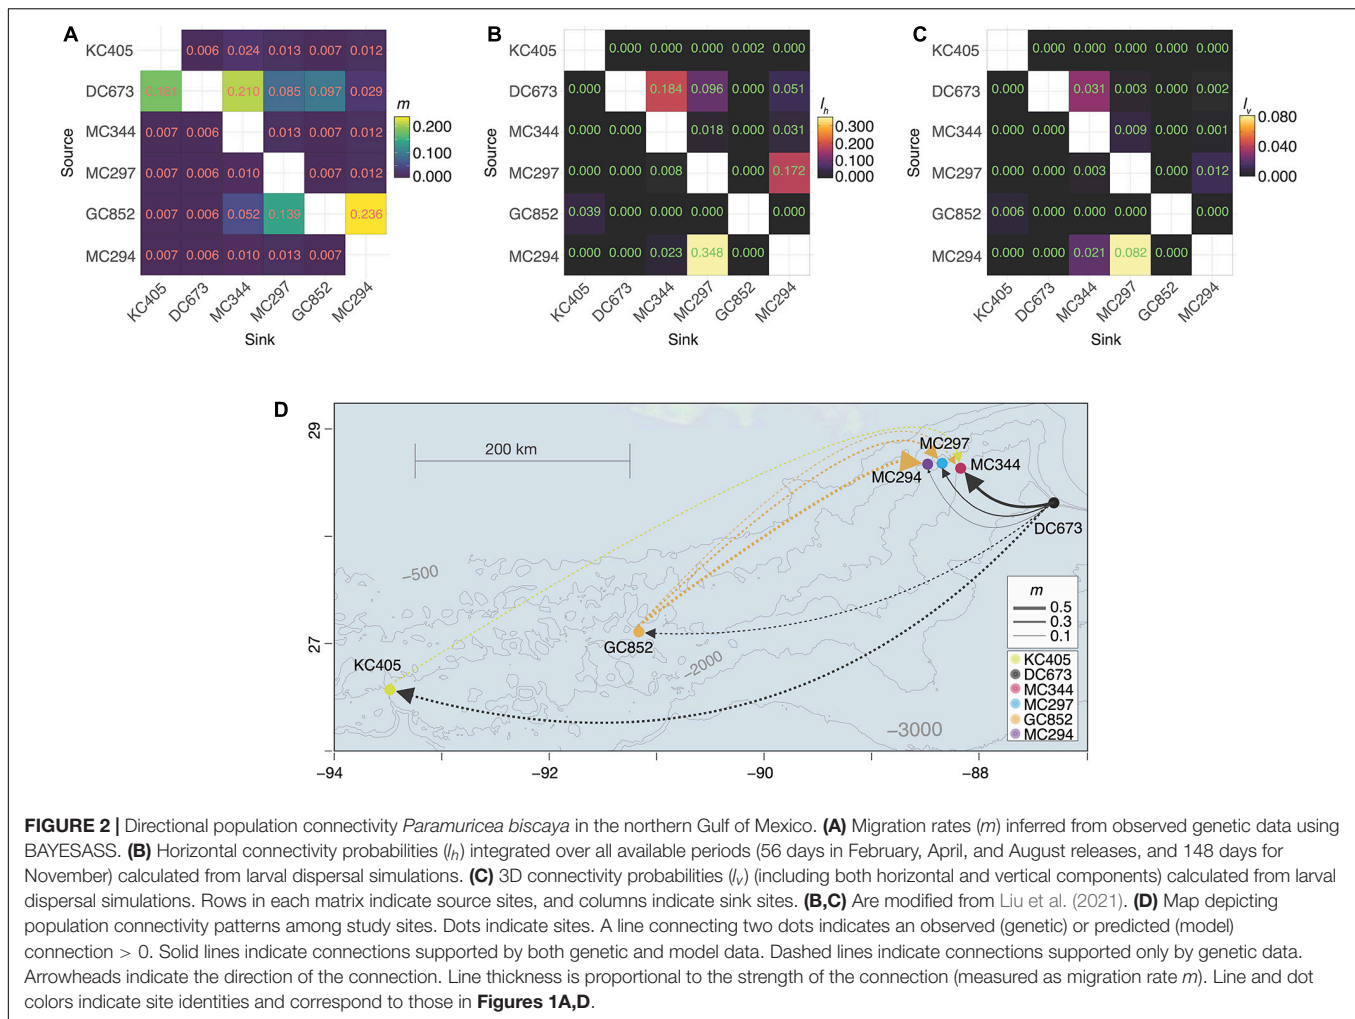 A
KC405 0.006 0.024 0.013 0.007 0.012
DC673 0.181 0.210 0.085 0.097 0.029
MC344 0.007 0.006 0.013 0.007 0.012
MC297 0.007 0.006 0.010 0.007 0.012
GC852 0.007 0.006 0.052 0.139 0.236
MC294 0.007 0.006 0.010 0.013 0.007
KC405 DC673 MC344 MC297 GC852 MC294
Source
Sink
m
0.200
0.100
0.000
B
KC405 0.000 0.000 0.000 0.002 0.000
DC673 0.000 0.184 0.096 0.000 0.051
MC344 0.000 0.000 0.018 0.000 0.031
MC297 0.000 0.000 0.008 0.000 0.172
GC852 0.039 0.000 0.000 0.000 0.000
MC294 0.000 0.000 0.023 0.348 0.000
KC405 DC673 MC344 MC297 GC852 MC294
Source
Sink
lh
0.300
0.200
0.100
0.000
C
KC405 0.000 0.000 0.000 0.000 0.000
DC673 0.000 0.031 0.003 0.000 0.002
MC344 0.000 0.000 0.009 0.000 0.001
MC297 0.000 0.000 0.003 0.000 0.012
GC852 0.006 0.000 0.000 0.000 0.000
MC294 0.000 0.000 0.021 0.082 0.000
KC405 DC673 MC344 MC297 GC852 MC294
Source
Sink
lv
0.080
0.040
0.000
D
29
27
200 km
MC297
MC294
MC344
DC673
−500
GC852
−2000
KC405
−3000
m
0.5
0.3
0.1
KC405
DC673
MC344
MC297
GC852
MC294
−94 −92 −90 −88
FIGURE 2 | Directional population connectivity Paramuricea biscaya in the northern Gulf of Mexico. (A) Migration rates (m) inferred from observed genetic data using
BAYESASS. (B) Horizontal connectivity probabilities (lh) integrated over all available periods (56 days in February, April, and August releases, and 148 days for
November) calculated from larval dispersal simulations. (C) 3D connectivity probabilities (lv) (including both horizontal and vertical components) calculated from larval
dispersal simulations. Rows in each matrix indicate source sites, and columns indicate sink sites. (B,C) Are modified from Liu et al. (2021). (D) Map depicting
population connectivity patterns among study sites. Dots indicate sites. A line connecting two dots indicates an observed (genetic) or predicted (model)
connection > 0. Solid lines indicate connections supported by both genetic and model data. Dashed lines indicate connections supported only by genetic data.
Arrowheads indicate the direction of the connection. Line thickness is proportional to the strength of the connection (measured as migration rate m). Line and dot
colors indicate site identities and correspond to those in Figures 1A,D.